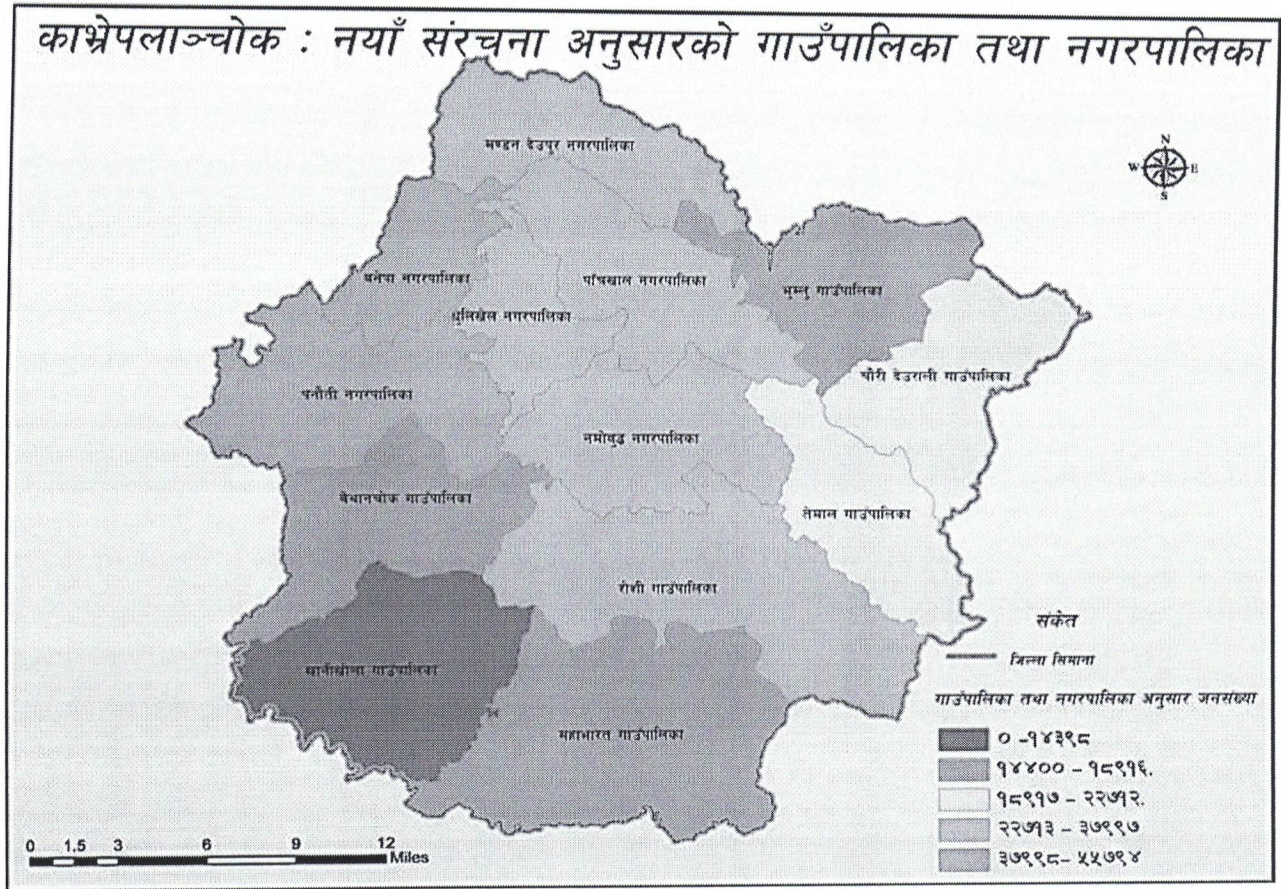 काभ्रेपलाञ्चोक : नयाँ संरचना अनुसारको गाउँपालिका तथा नगरपालिका
मण्डन देउपुर नगरपालिका
N
W E
S
बनेपा नगरपालिका
पाँचखाल नगरपालिका
भुम्लु गाउँपालिका
धुलिखेल नगरपालिका
चौरी देउराली गाउँपालिका
पनौती नगरपालिका
नमोवुद्ध नगरपालिका
बेथानचोक गाउँपालिका
तेमाल गाउँपालिका
रोशी गाउँपालिका
खानीखोला गाउँपालिका
महाभारत गाउँपालिका
संकेत
जिल्ला सिमाना
गाउँपालिका तथा नगरपालिका अनुसार जनसंख्या
० -१४३९८
१४४०० - १८९१६.
१८९१७ - २२७१२.
२२७१३ - ३७९९७
३७९९८- ५५७९४
0 1.5 3 6 9 12
Miles